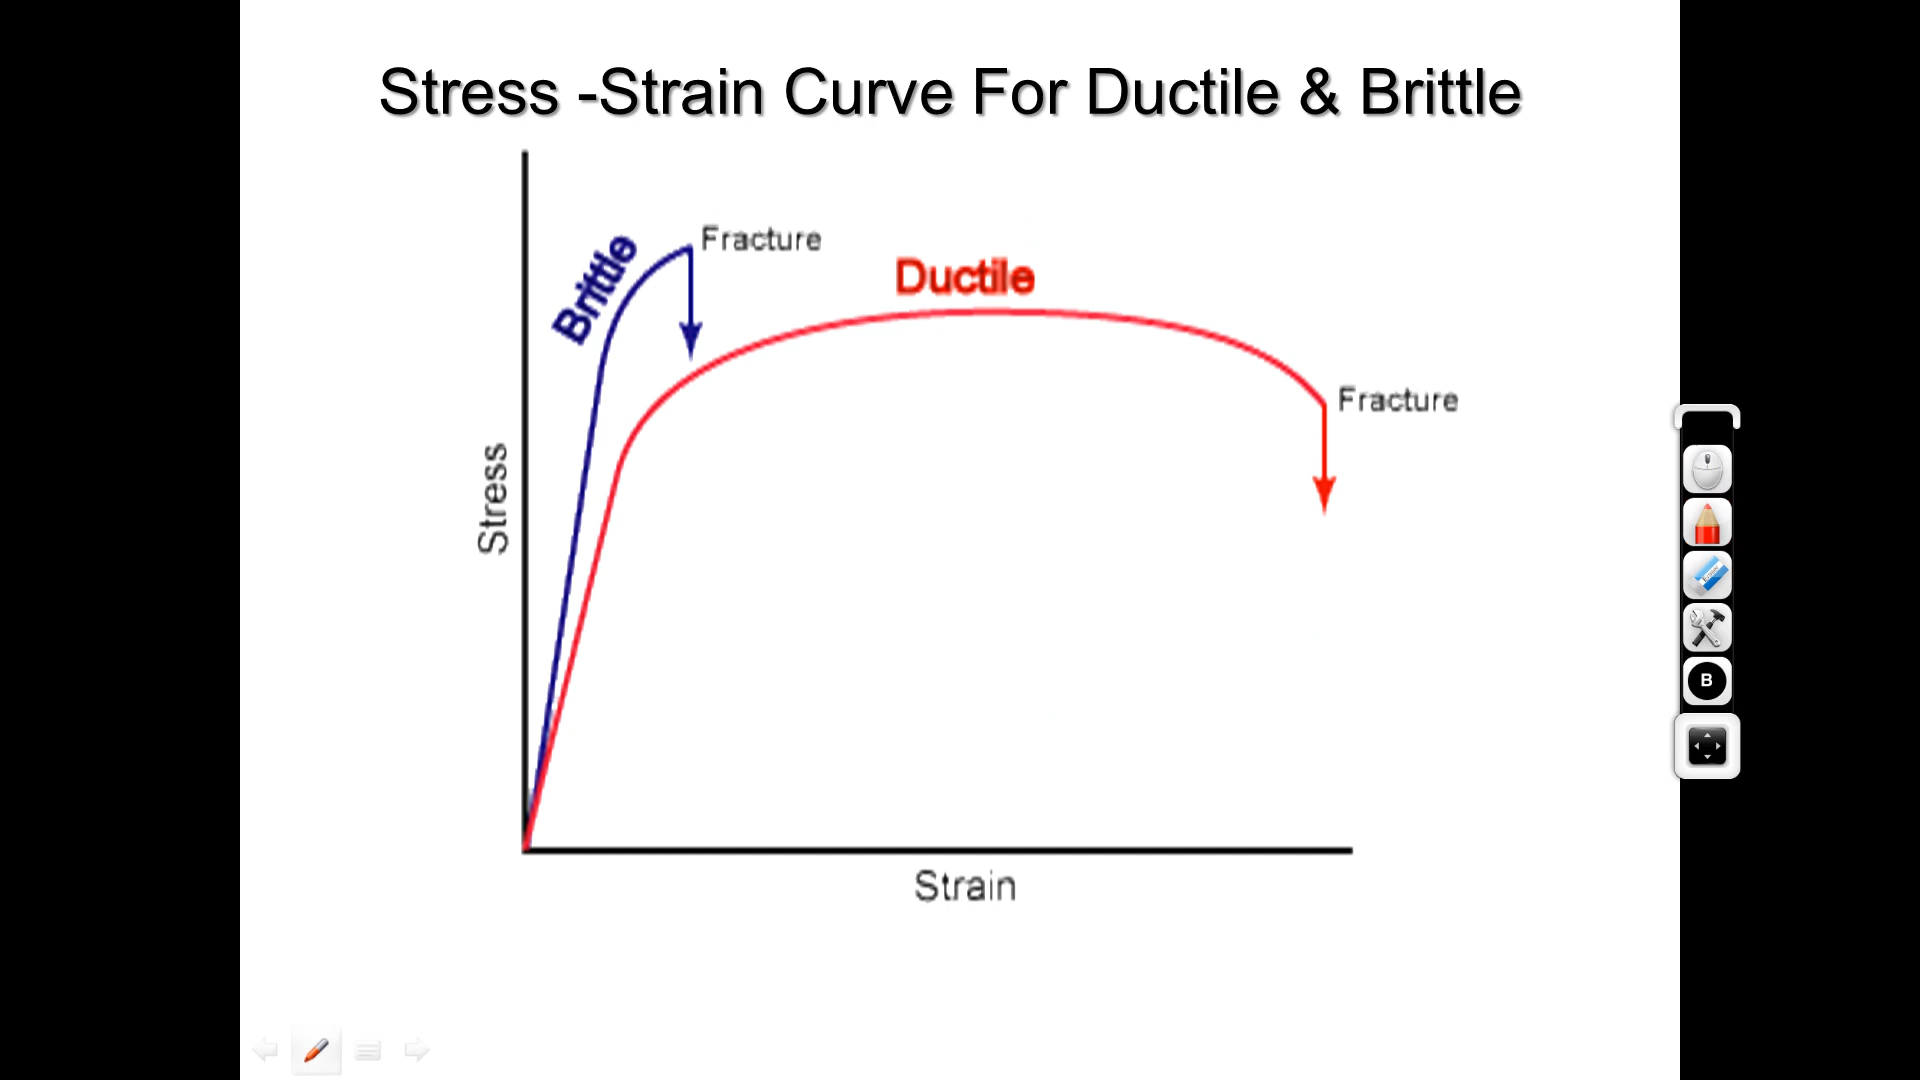 Stress -Strain Curve For Ductile & Brittle
Brittle
Fracture
Ductile
Fracture
Stress
Strain
B